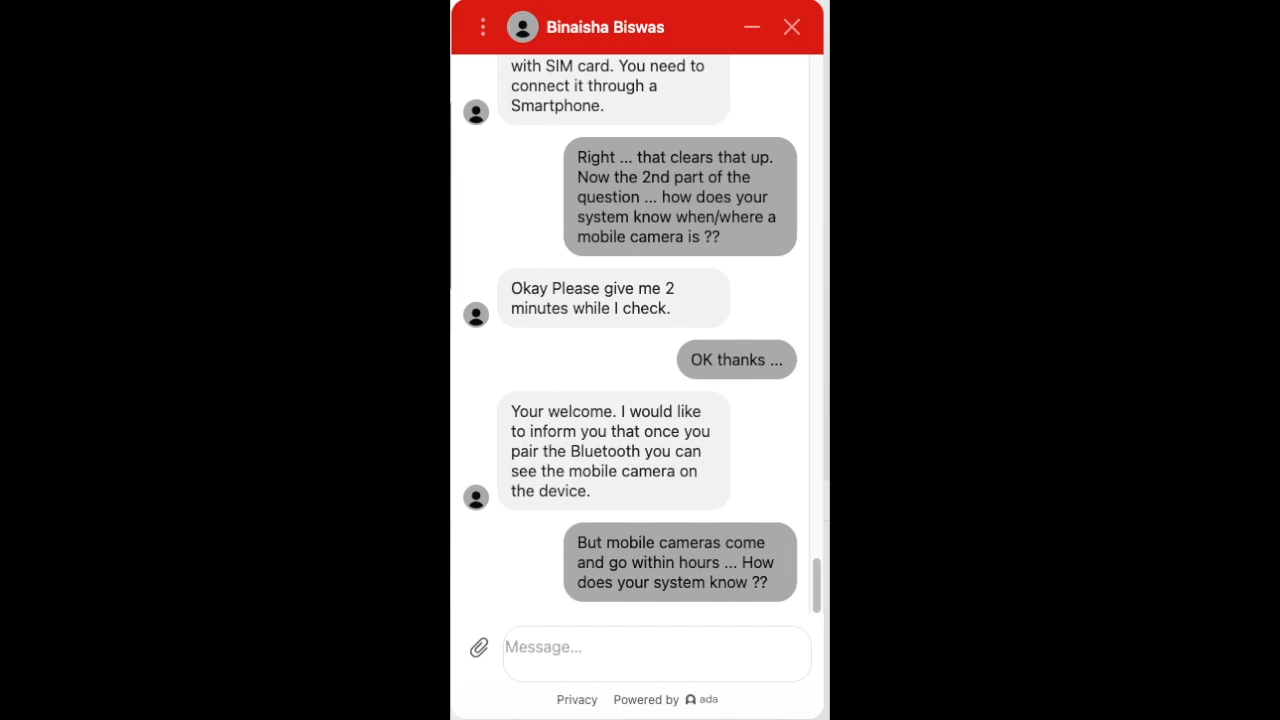 Binaisha Biswas
with SIM card. You need to
connect it through a
Smartphone.
Right ... that clears that up.
Now the 2nd part of the
question ... how does your
system know when/where a
mobile camera is ??
Okay Please give me 2
minutes while I check.
OK thanks ...
Your welcome. I would like
to inform you that once you
pair the Bluetooth you can
see the mobile camera on
the device.
But mobile cameras come
and go within hours ... How
does your system know ??
Message...
Privacy Powered by ada